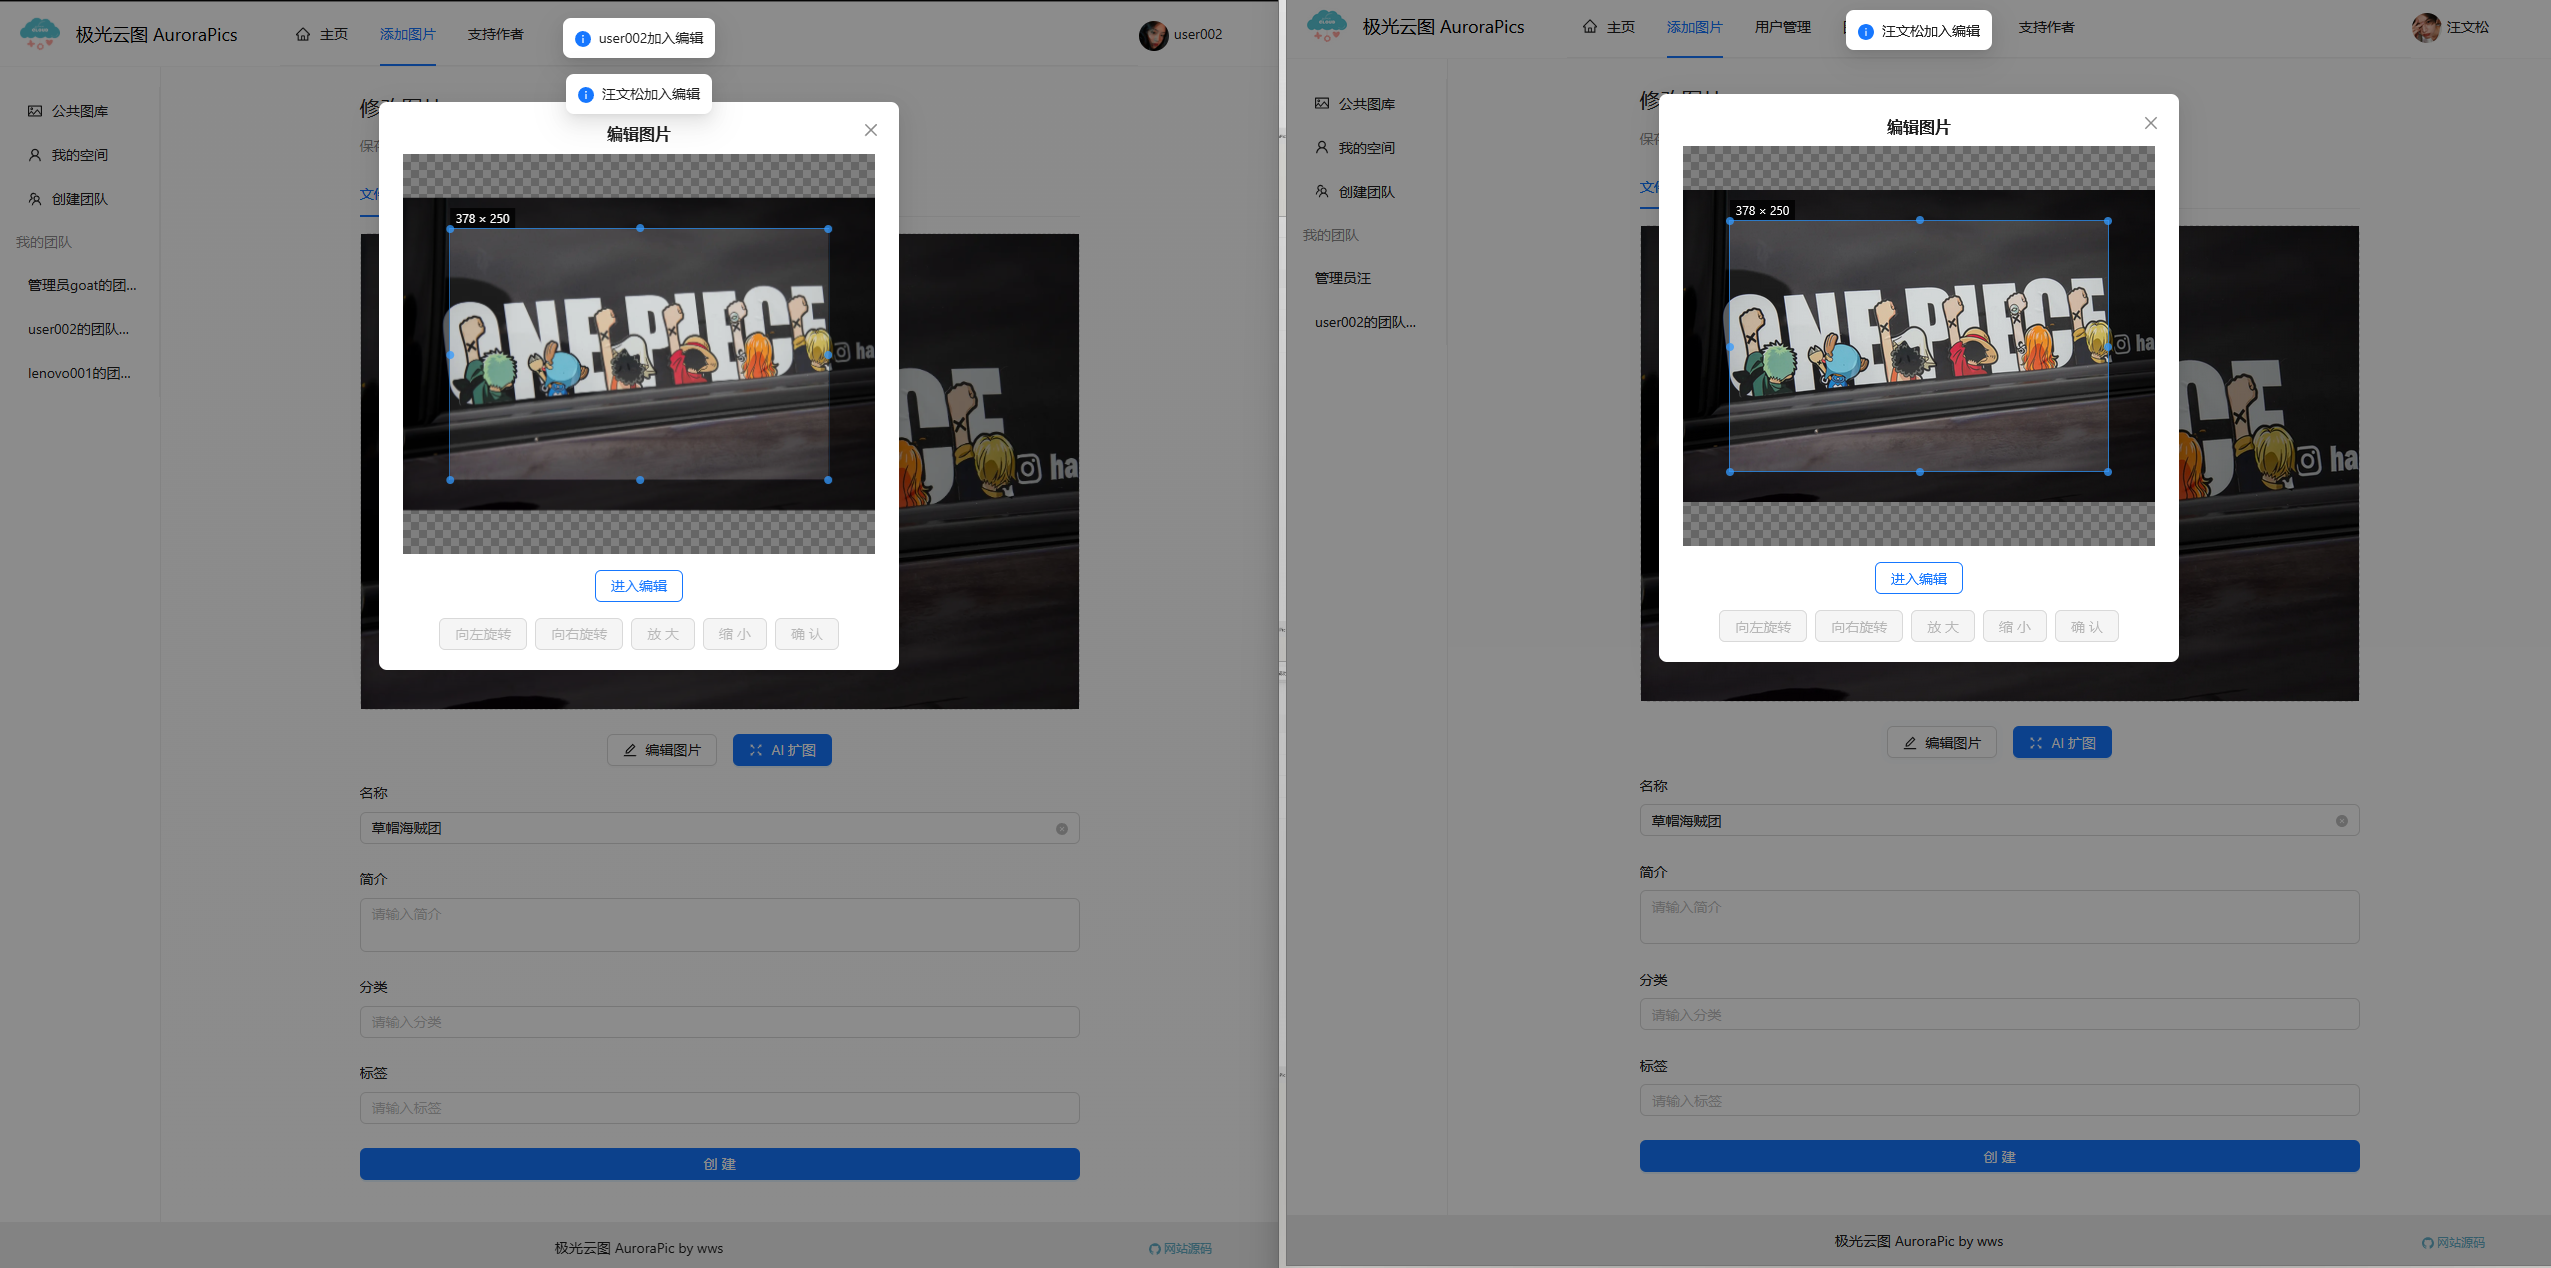 极光云图 AuroraPics
主页
添加图片
支持作者
user002加入编辑
user002
汪文松加入编辑
公共图库
我的空间
创建团队
我的团队
管理员goat的团...
user002的团队...
lenovo001的团...
编辑图片
378 × 250
ONE PIECE
ha
进入编辑
向左旋转
向右旋转
放 大
缩 小
确 认
ha
编辑图片
AI 扩图
名称
草帽海贼团
简介
请输入简介
分类
请输入分类
标签
请输入标签
创 建
极光云图 AuroraPic by wws
网站源码
极光云图 AuroraPics
主页
添加图片
用户管理
汪文松加入编辑
支持作者
汪文松
公共图库
我的空间
创建团队
我的团队
管理员汪
user002的团队...
编辑图片
378 × 250
ONE PIECE
ha
进入编辑
向左旋转
向右旋转
放 大
缩 小
确 认
ha
编辑图片
AI 扩图
名称
草帽海贼团
简介
请输入简介
分类
请输入分类
标签
请输入标签
创 建
极光云图 AuroraPic by wws
网站源码